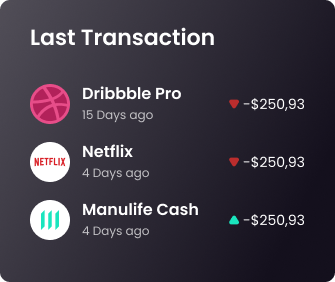 Last Transaction
Dribbble Pro
15 Days ago
-$250,93
NETFLIX
Netflix
4 Days ago
-$250,93
Manulife Cash
4 Days ago
-$250,93